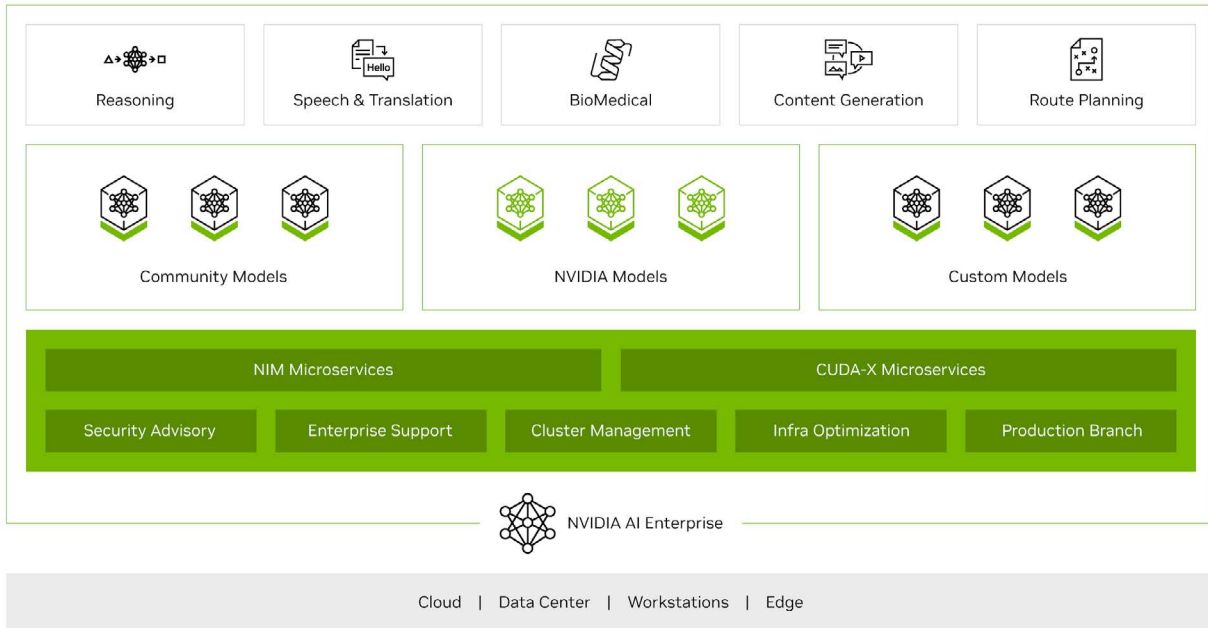 Hello
Reasoning
Speech & Translation
BioMedical
Content Generation
Route Planning
Community Models
NVIDIA Models
Custom Models
NIM Microservices
CUDA-X Microservices
Security Advisory
Enterprise Support
Cluster Management
Infra Optimization
Production Branch
NVIDIA AI Enterprise
Cloud | Data Center | Workstations | Edge